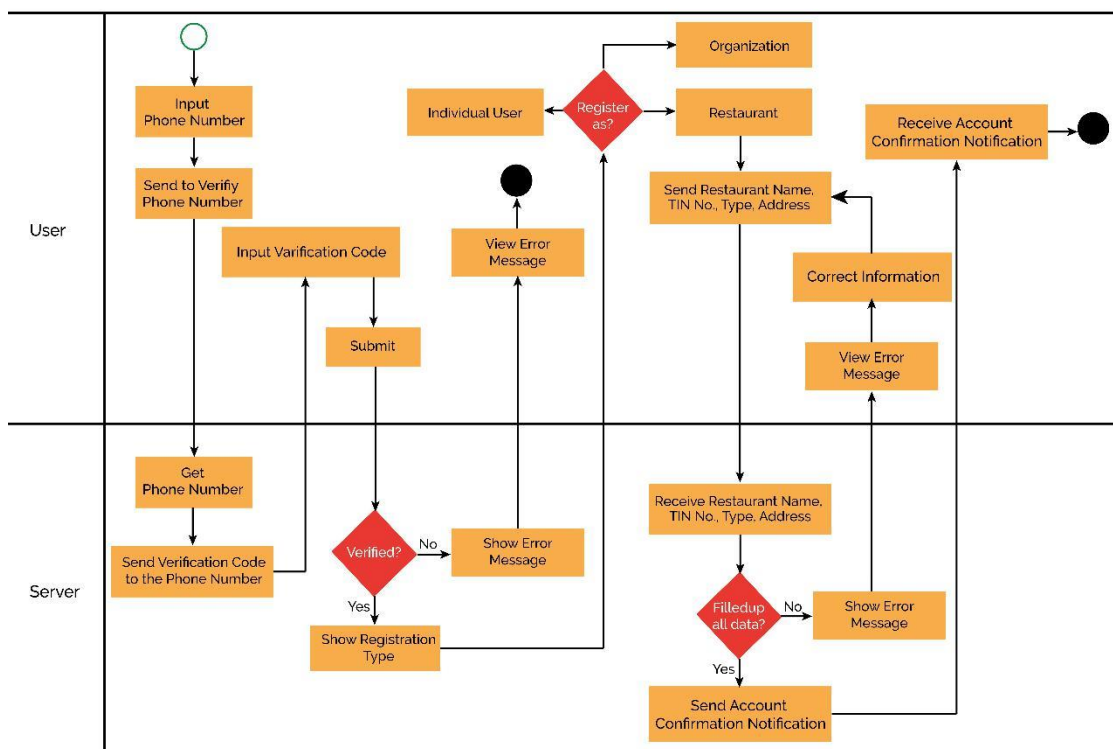 User
Input
Phone Number
Send to Verifiy
Phone Number
Input Varification Code
Submit
View Error
Message
Individual User
Register
as?
Organization
Restaurant
Send Restaurant Name,
TIN No., Type, Address
Receive Account
Confirmation Notification
Correct Information
View Error
Message
Server
Get
Phone Number
Send Verification Code
to the Phone Number
Verified?
No
Show Error
Message
Yes
Show Registration
Type
Receive Restaurant Name,
TIN No., Type, Address
Filledup
all data?
No
Show Error
Message
Yes
Send Account
Confirmation Notification